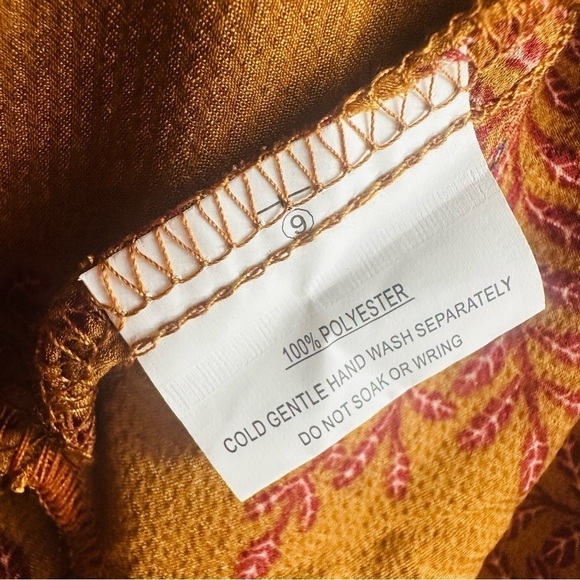 9
100% POLYESTER
COLD GENTLE HAND WASH SEPARATELY
DO NOT SOAK OR WRING